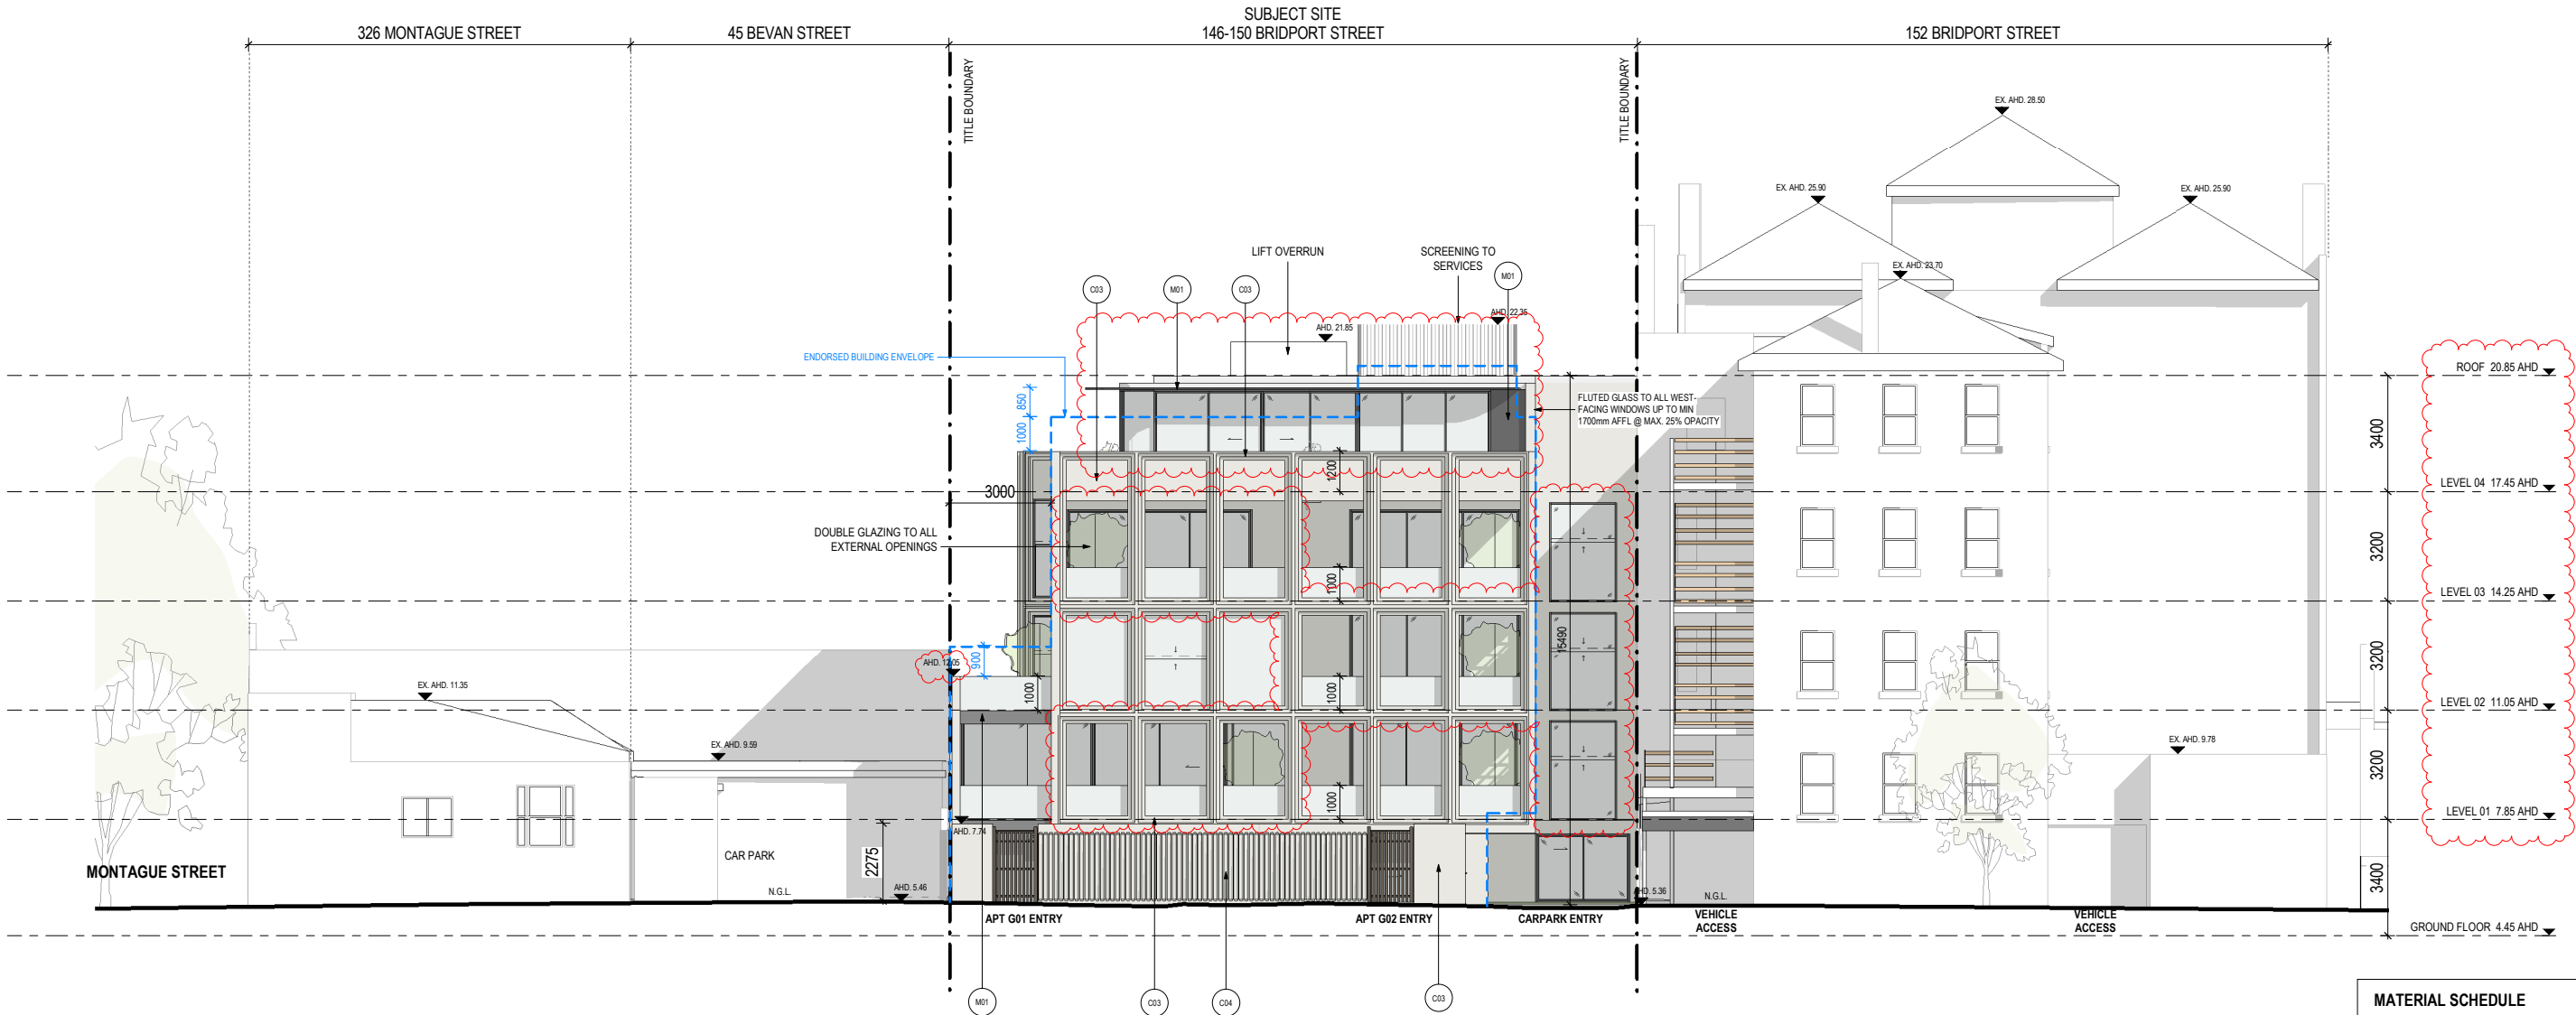 SUBJECT SITE
326 MONTAGUE STREET
45 BEVAN STREET
146-150 BRIDPORT STREET
152 BRIDPORT STREET
TITLE BOUNDARY
TITLE BOUNDARY
EX. AHD. 28.50
EX. AHD. 25.90
EX. AHD. 25.90
EX. AHD. 23.70
LIFT OVERRUN
SCREENING TO
SERVICES
C03
M01
C03
M01
AHD. 21.85
AHD. 22.35
ENDORSED BUILDING ENVELOPE
ROOF 20.85 AHD
850
1000
FLUTED GLASS TO ALL WEST-
FACING WINDOWS UP TO MIN
1700mm AFFL @ MAX. 25% OPACITY
3400
1200
3000
LEVEL 04 17.45 AHD
DOUBLE GLAZING TO ALL
EXTERNAL OPENINGS
3200
1000
LEVEL 03 14.25 AHD
15490
3200
AHD. 12.05
900
1000
1000
EX. AHD. 11.35
LEVEL 02 11.05 AHD
EX. AHD. 9.59
EX. AHD. 9.78
3200
1000
LEVEL 01 7.85 AHD
AHD. 7.74
2275
CAR PARK
MONTAGUE STREET
N.G.L.
AHD. 5.46
AHD. 5.36
N.G.L.
3400
APT G01 ENTRY
APT G02 ENTRY
CARPARK ENTRY
VEHICLE
ACCESS
VEHICLE
ACCESS
GROUND FLOOR 4.45 AHD
M01
C03
C04
C03
MATERIAL SCHEDULE